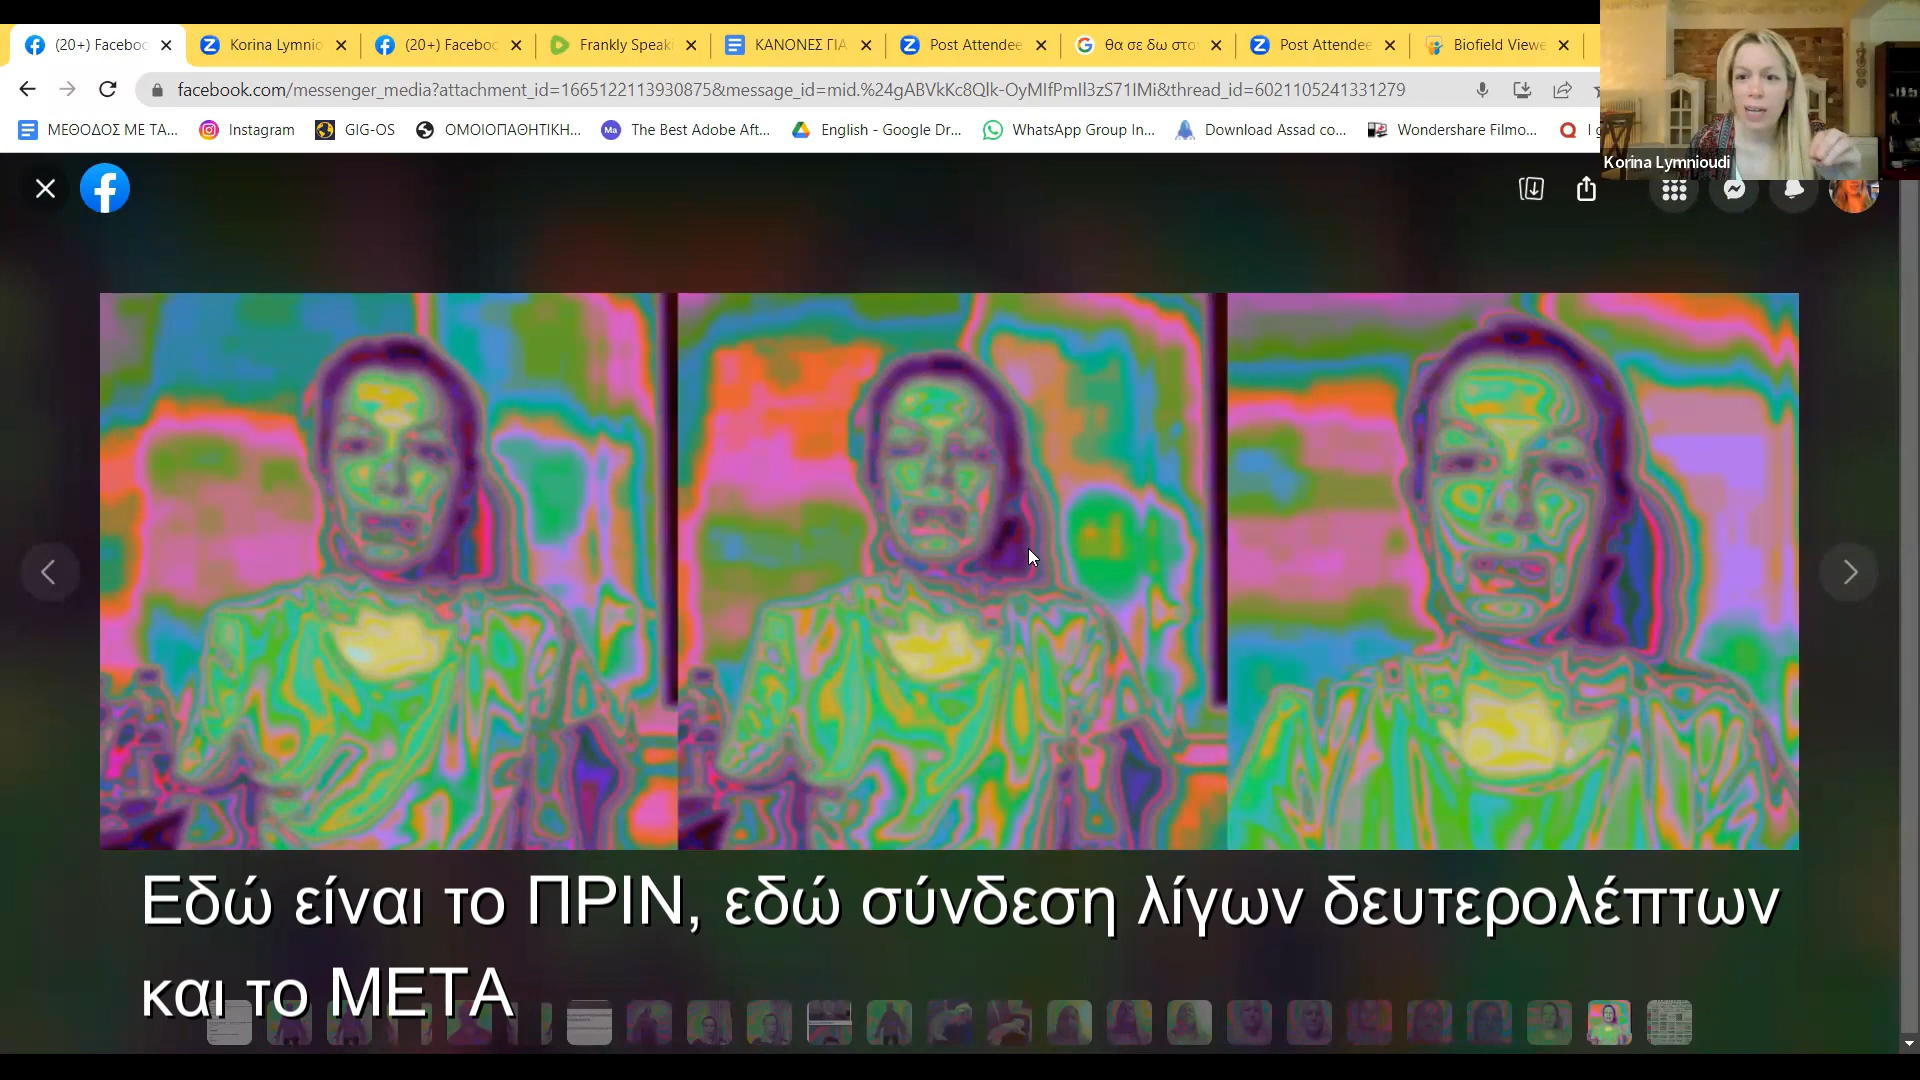 (20+) Faceboo
Korina Lymnio
(20+) Faceboo
Frankly Speaki
ΚΑΝΟΝΕΣ ΓΙΑ
Post Attendee
θα σε δω στο
Post Attendee
Biofield Viewe
facebook.com/messenger_media?attachment_id=1665122113930875&message_id=mid.%24gABVkKc8Qlk-OyMIfPmIl3zS71IMi&thread_id=6021105241331279
ΜΕΘΟΔΟΣ ΜΕ ΤΑ...
Instagram
GIG-OS
ΟΜΟΙΟΠΑΘΗΤΙΚΗ...
The Best Adobe Aft...
English - Google Dr...
WhatsApp Group In...
Download Assad co...
Wondershare Filmo...
Korina Lymnioudi
Εδώ είναι το ΠΡΙΝ, εδώ σύνδεση λίγων δευτερολέπτων
και το ΜΕΤΑ